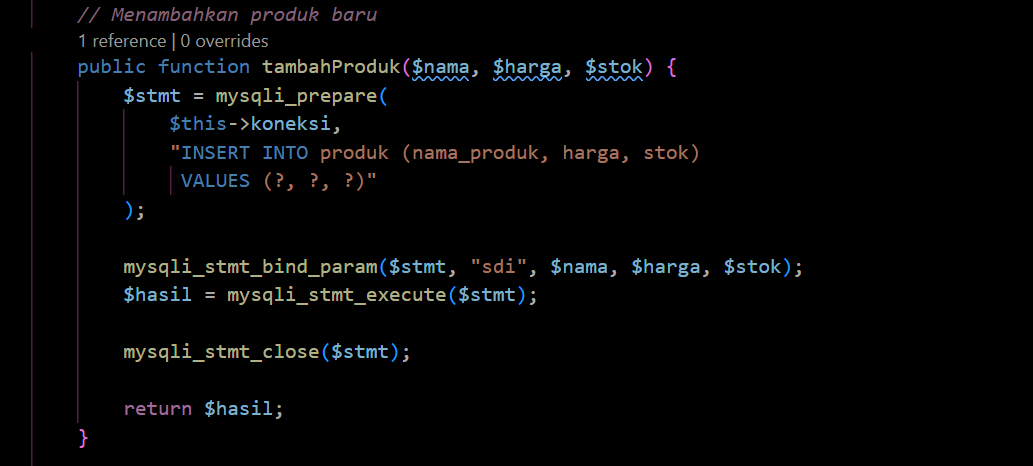 // Menambahkan produk baru
1 reference | 0 overrides
public function tambahProduk($nama, $harga, $stok) {
$stmt = mysqli_prepare(
$this->koneksi,
"INSERT INTO produk (nama_produk, harga, stok)
VALUES (?, ?, ?)"
);
mysqli_stmt_bind_param($stmt, "sdi", $nama, $harga, $stok);
$hasil = mysqli_stmt_execute($stmt);
mysqli_stmt_close($stmt);
return $hasil;
}